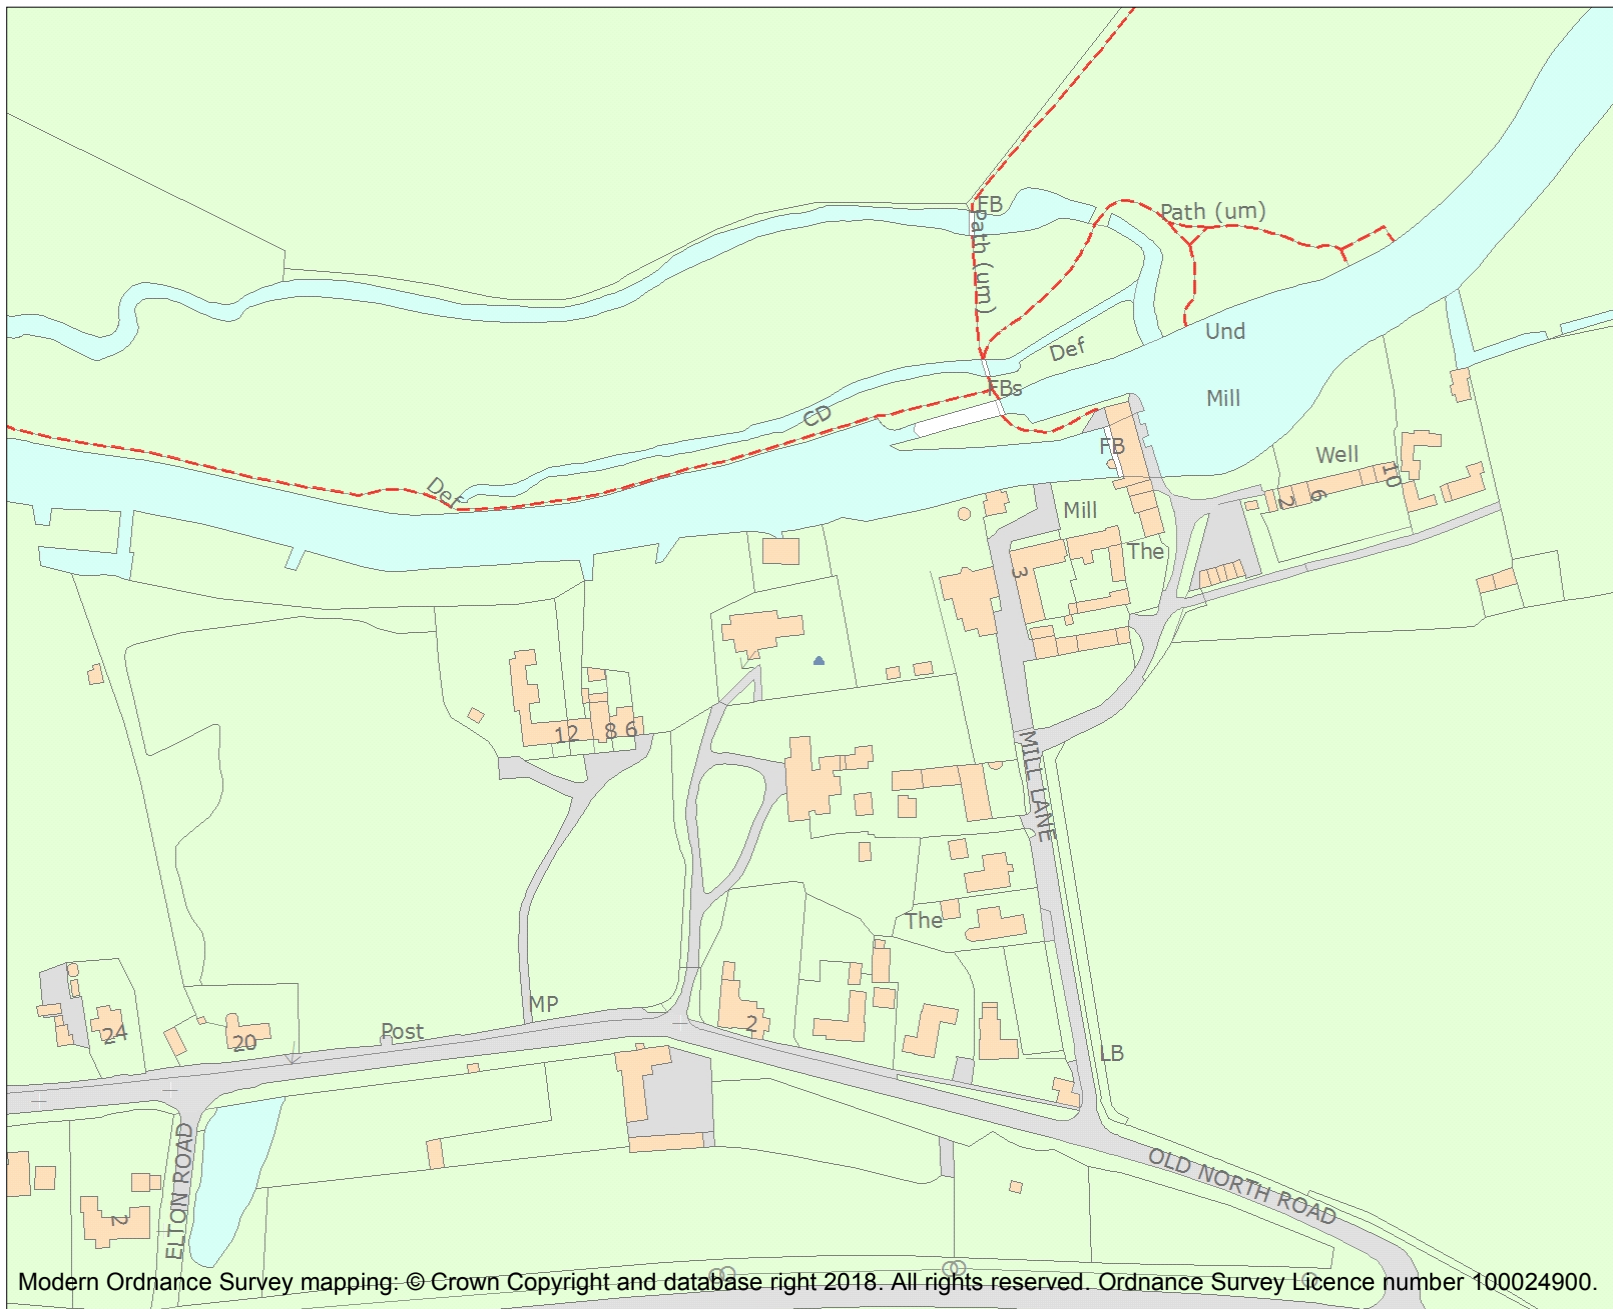 FB
Path (um)
Path (um)
Und
Def
FBs
Mill
CD
FB
Well
10
6
2
Def
Mill
The
3
12
8
6
MILL LANE
The
MP
2
Post
24
20
LB
OLD NORTH ROAD
ELTON ROAD
2
Modern Ordnance Survey mapping: © Crown Copyright and database right 2018. All rights reserved. Ordnance Survey Licence number 100024900.